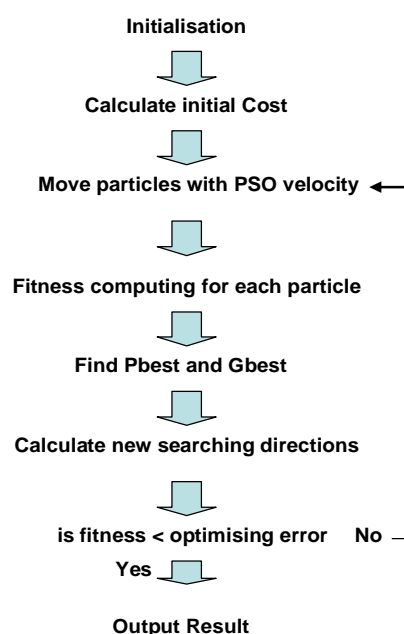 Initialisation
Calculate initial Cost
Move particles with PSO velocity
Fitness computing for each particle
Find Pbest and Gbest
Calculate new searching directions
is fitness < optimising error No
Yes
Output Result